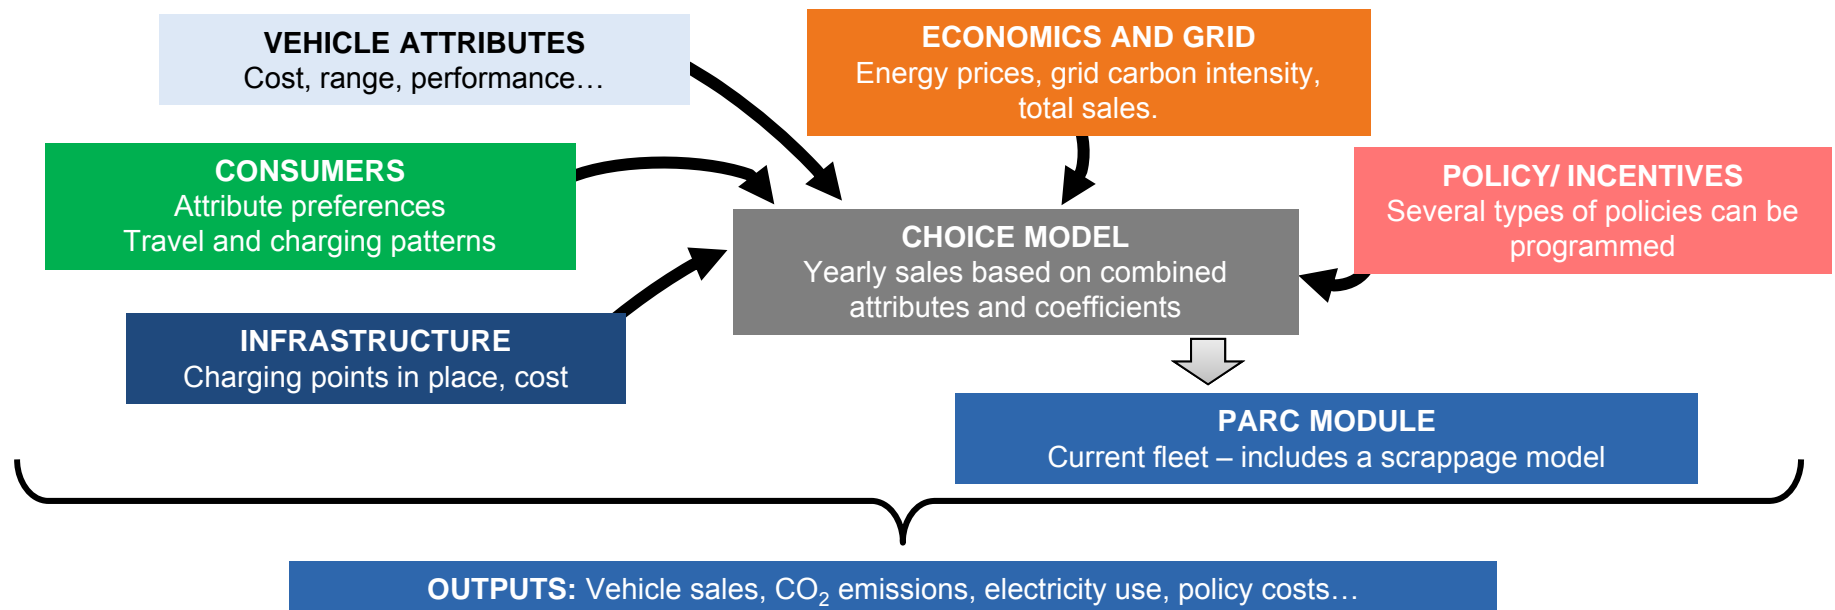 VEHICLE ATTRIBUTES
Cost, range, performance…
ECONOMICS AND GRID
Energy prices, grid carbon intensity,
total sales.
CONSUMERS
Attribute preferences
Travel and charging patterns
POLICY/ INCENTIVES
Several types of policies can be
programmed
CHOICE MODEL
Yearly sales based on combined
attributes and coefficients
INFRASTRUCTURE
Charging points in place, cost
PARC MODULE
Current fleet – includes a scrappage model
OUTPUTS: Vehicle sales, CO₂ emissions, electricity use, policy costs…